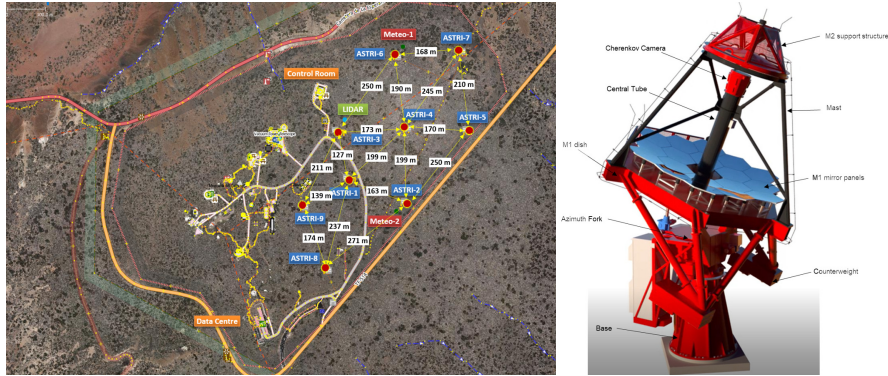 Meteo-1
ASTRI-7
ASTRI-6
168 m
Control Room
250 m
190 m
245 m
210 m
LIDAR
ASTRI-4
ASTRI-5
173 m
170 m
ASTRI-3
127 m
199 m
199 m
250 m
211 m
ASTRI-1
163 m
ASTRI-2
139 m
ASTRI-9
Meteo-2
237 m
174 m
271 m
ASTRI-8
Data Centre
M2 support structure
Cherenkov Camera
Central Tube
Mast
M1 dish
M1 mirror panels
Azimuth Fork
Counterweight
Base